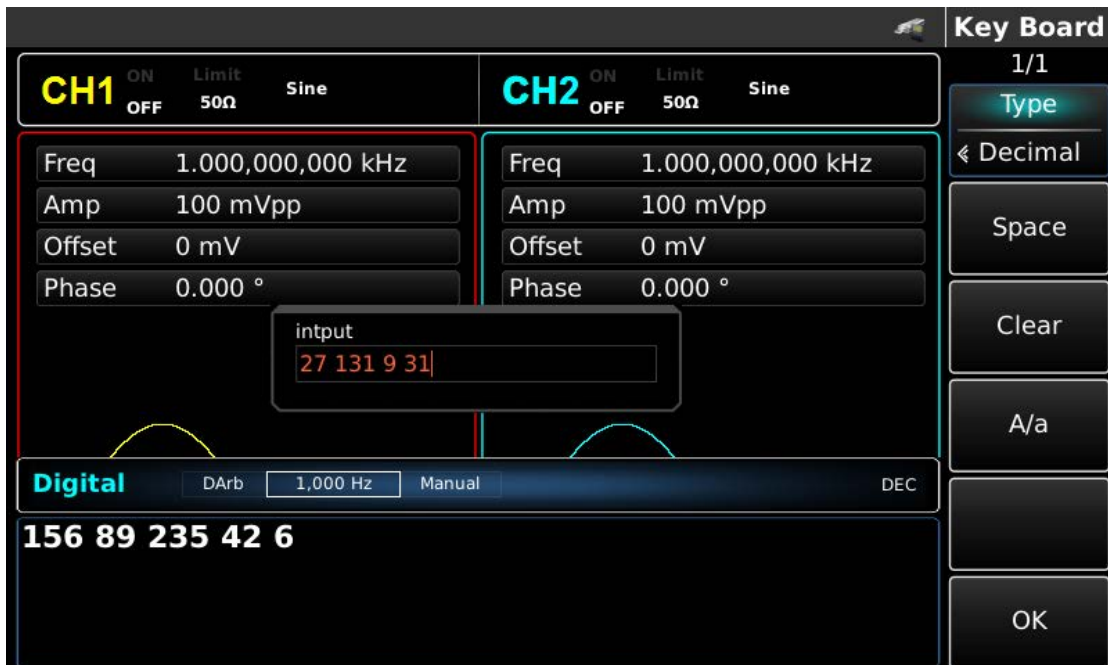 Key Board
1/1
CH1 ON OFF Limit 50Ω Sine
CH2 ON OFF Limit 50Ω Sine
Type
« Decimal
Freq 1.000,000,000 kHz
Freq 1.000,000,000 kHz
Amp 100 mVpp
Amp 100 mVpp
Space
Offset 0 mV
Offset 0 mV
Phase 0.000 °
Phase 0.000 °
intput
27 131 9 31
Clear
A/a
Digital DArb 1,000 Hz Manual DEC
156 89 235 42 6
OK